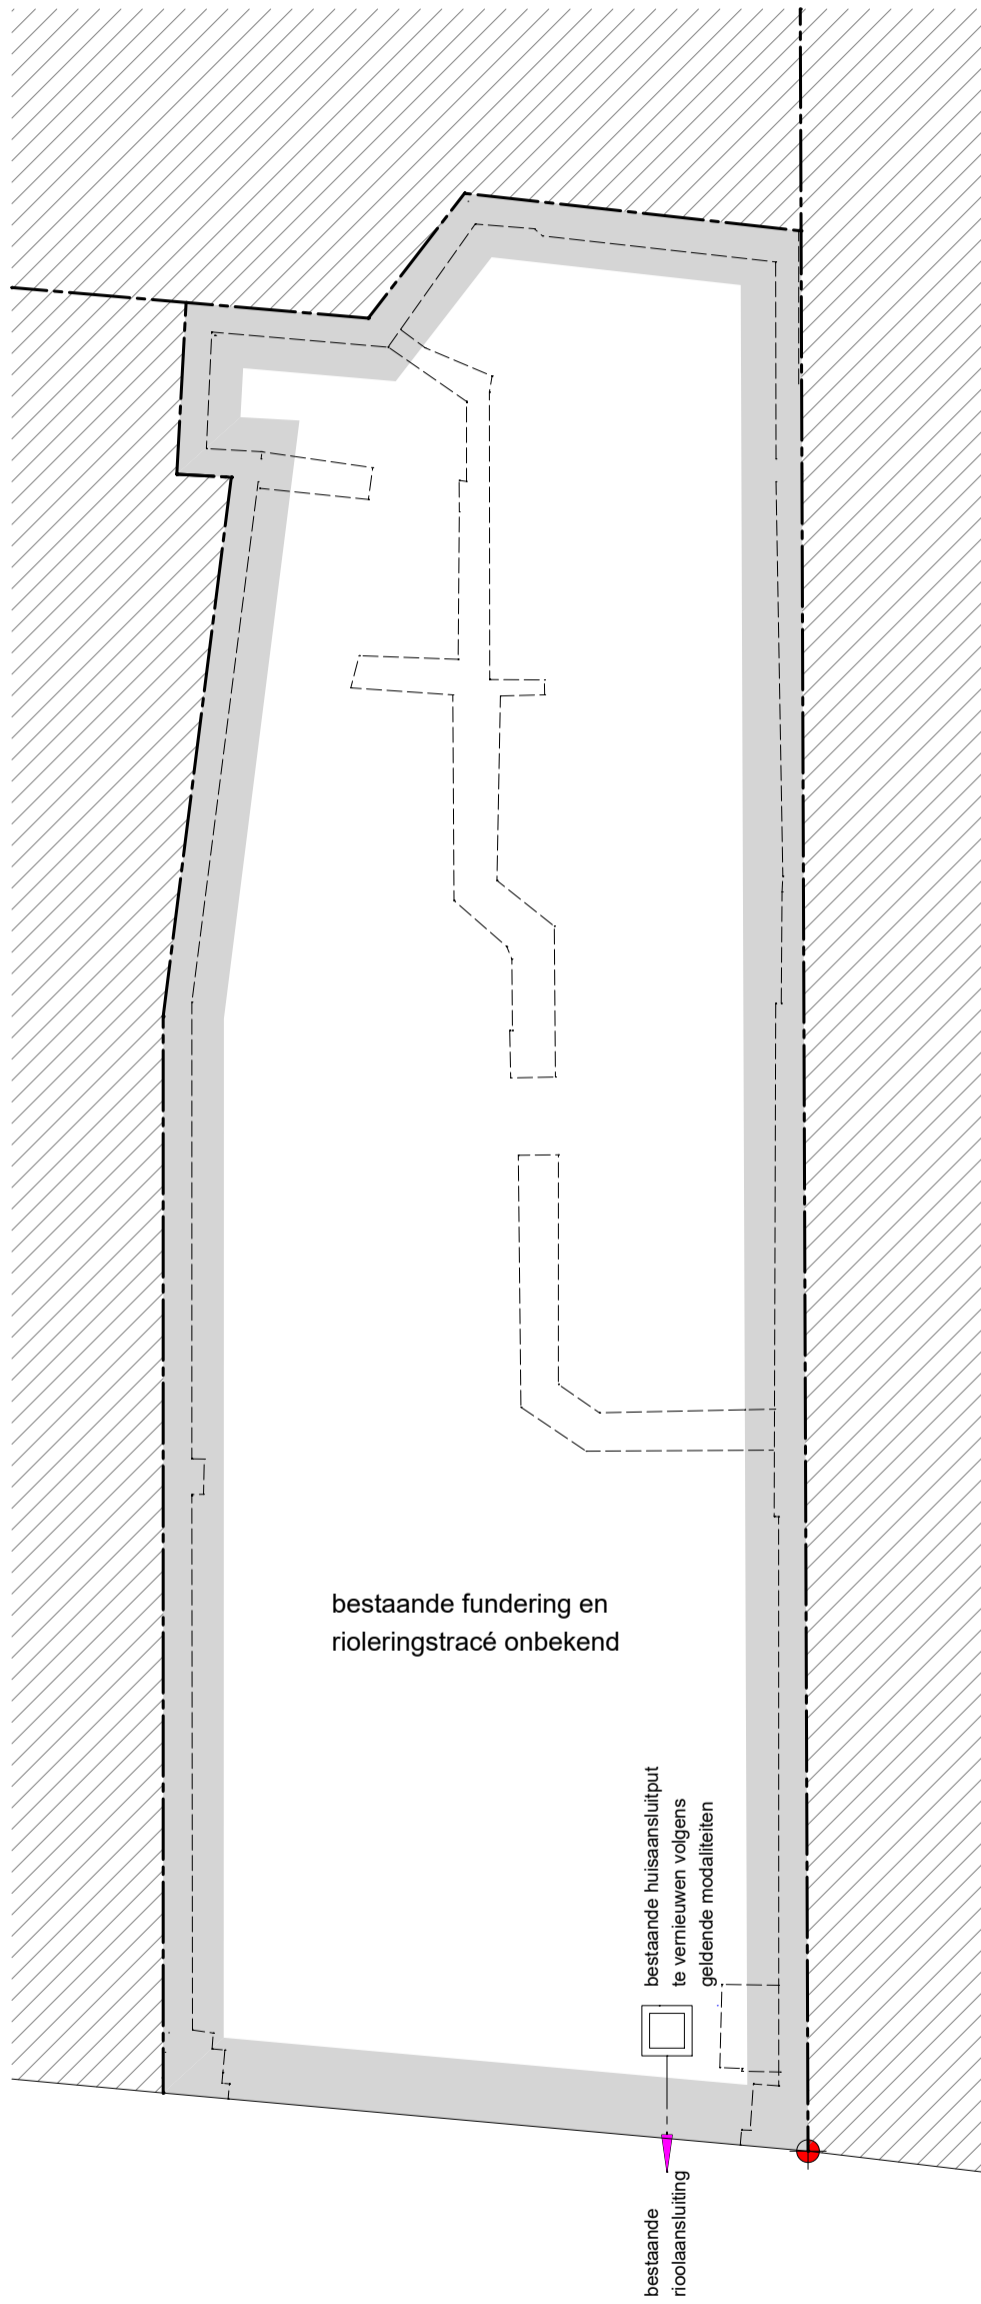 bestaande fundering en
rioleringstracé onbekend
bestaande huisaansluitput
te vernieuwen volgens
geldende modaliteiten
bestaande
rioolaansluiting